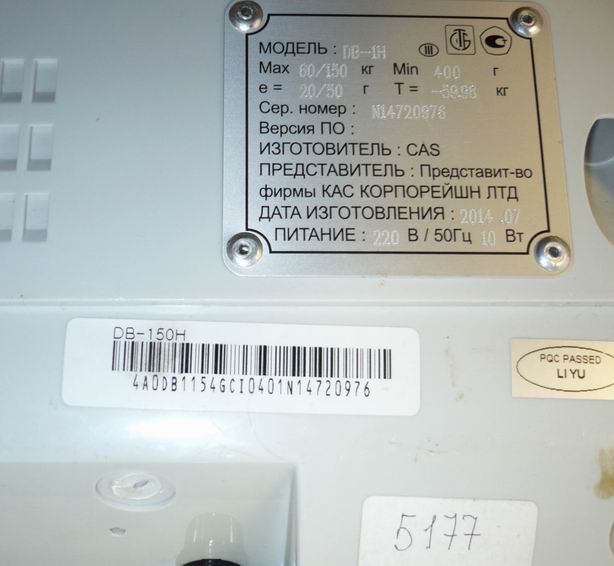 МОДЕЛЬ : DB-1H
Max 60/150 кг Min 400 г
e = 20/50 г T = -59.98 кг
Сер. номер : N14720976
Версия ПО :
ИЗГОТОВИТЕЛЬ : CAS
ПРЕДСТАВИТЕЛЬ : Представит-во
фирмы КАС КОРПОРЕЙШН ЛТД
ДАТА ИЗГОТОВЛЕНИЯ : 2014 .07
ПИТАНИЕ : 220 В / 50Гц 10 Вт
DB-150H
4A0DB1154GCI0401N14720976
PQC PASSED
LI YU
5177